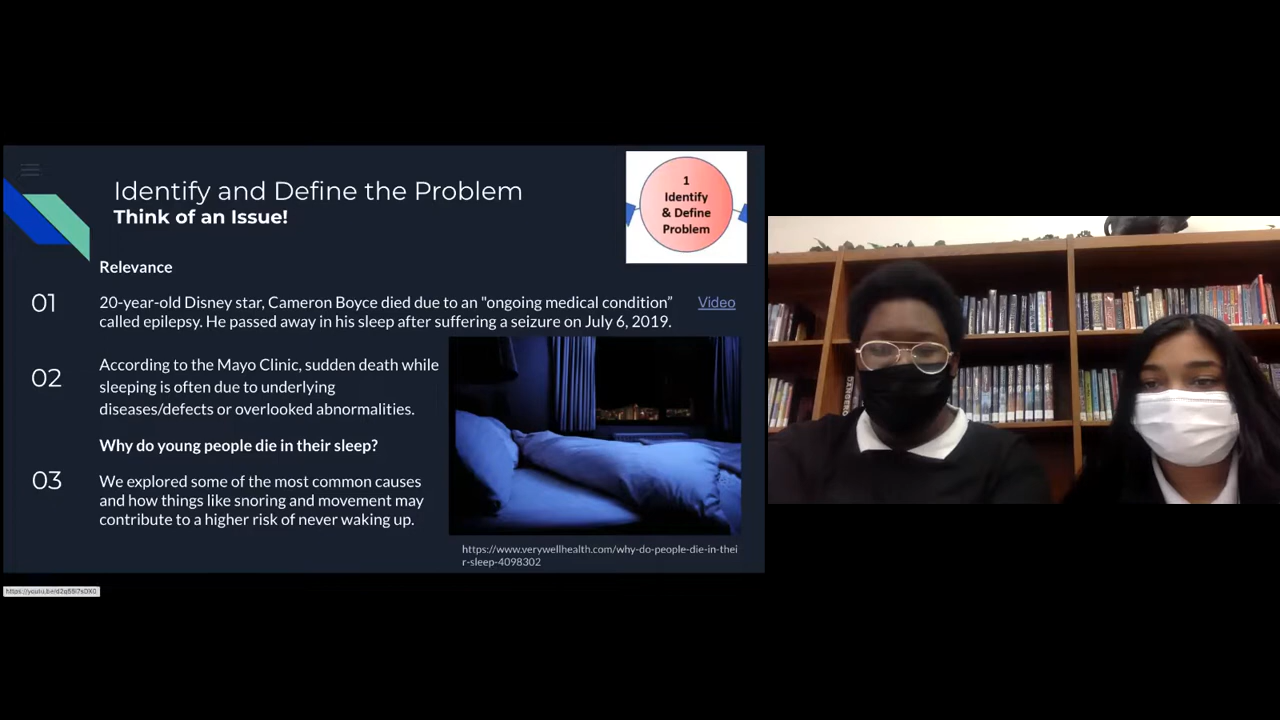 Identify and Define the Problem
Think of an Issue!
1
Identify
& Define
Problem
Relevance
01
20-year-old Disney star, Cameron Boyce died due to an "ongoing medical condition”
called epilepsy. He passed away in his sleep after suffering a seizure on July 6, 2019.
Video
02
According to the Mayo Clinic, sudden death while
sleeping is often due to underlying
diseases/defects or overlooked abnormalities.
Why do young people die in their sleep?
03
We explored some of the most common causes
and how things like snoring and movement may
contribute to a higher risk of never waking up.
https://www.verywellhealth.com/why-do-people-die-in-thei
r-sleep-4098302